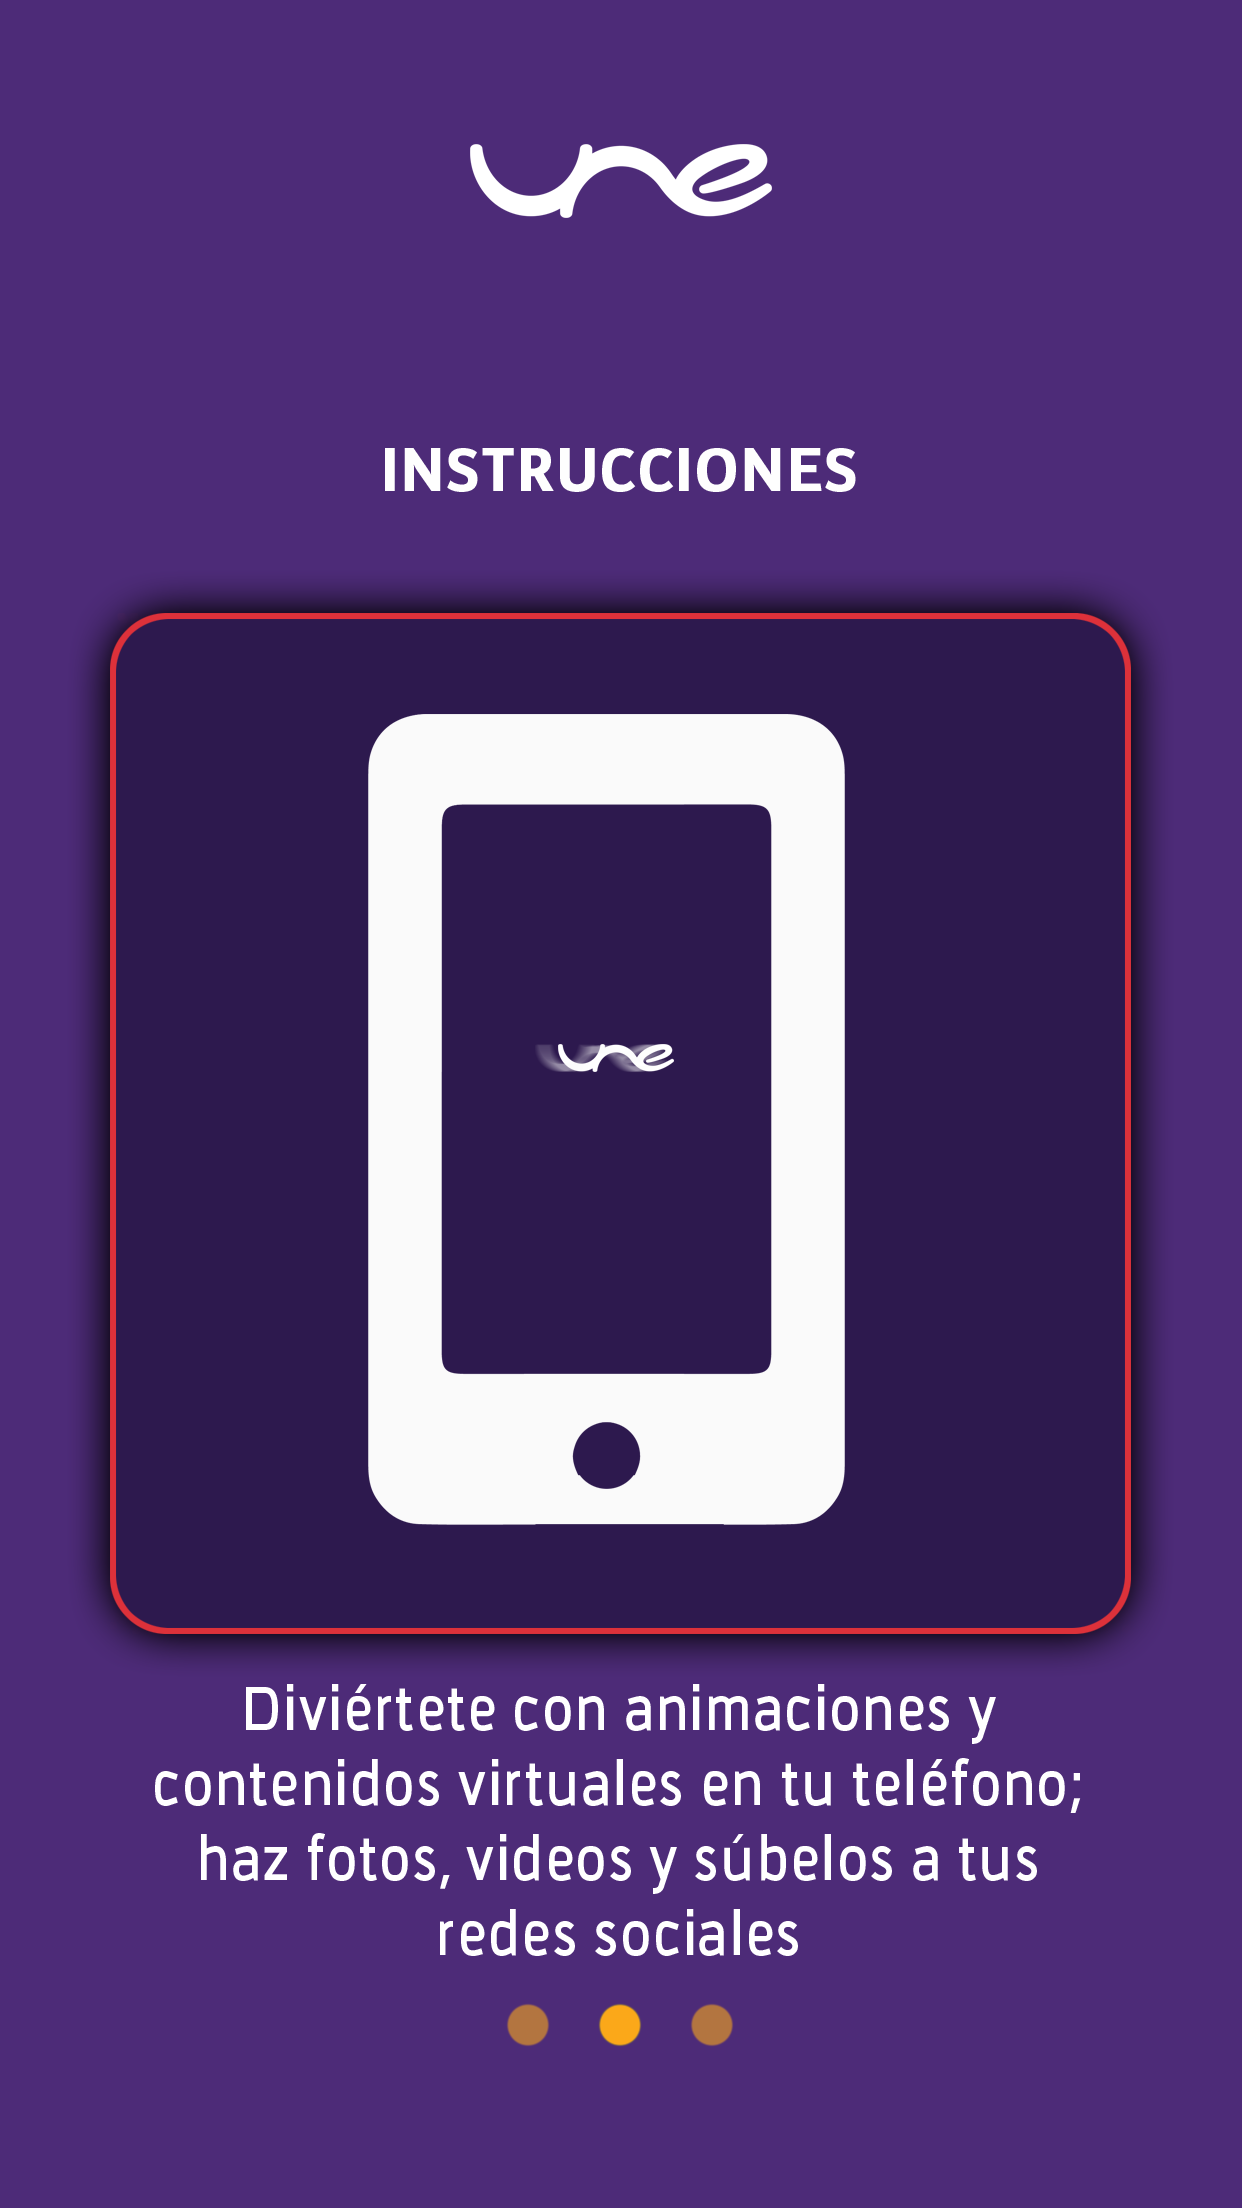 une
INSTRUCCIONES
une
Diviértete con animaciones y
contenidos virtuales en tu teléfono;
haz fotos, videos y súbelos a tus
redes sociales